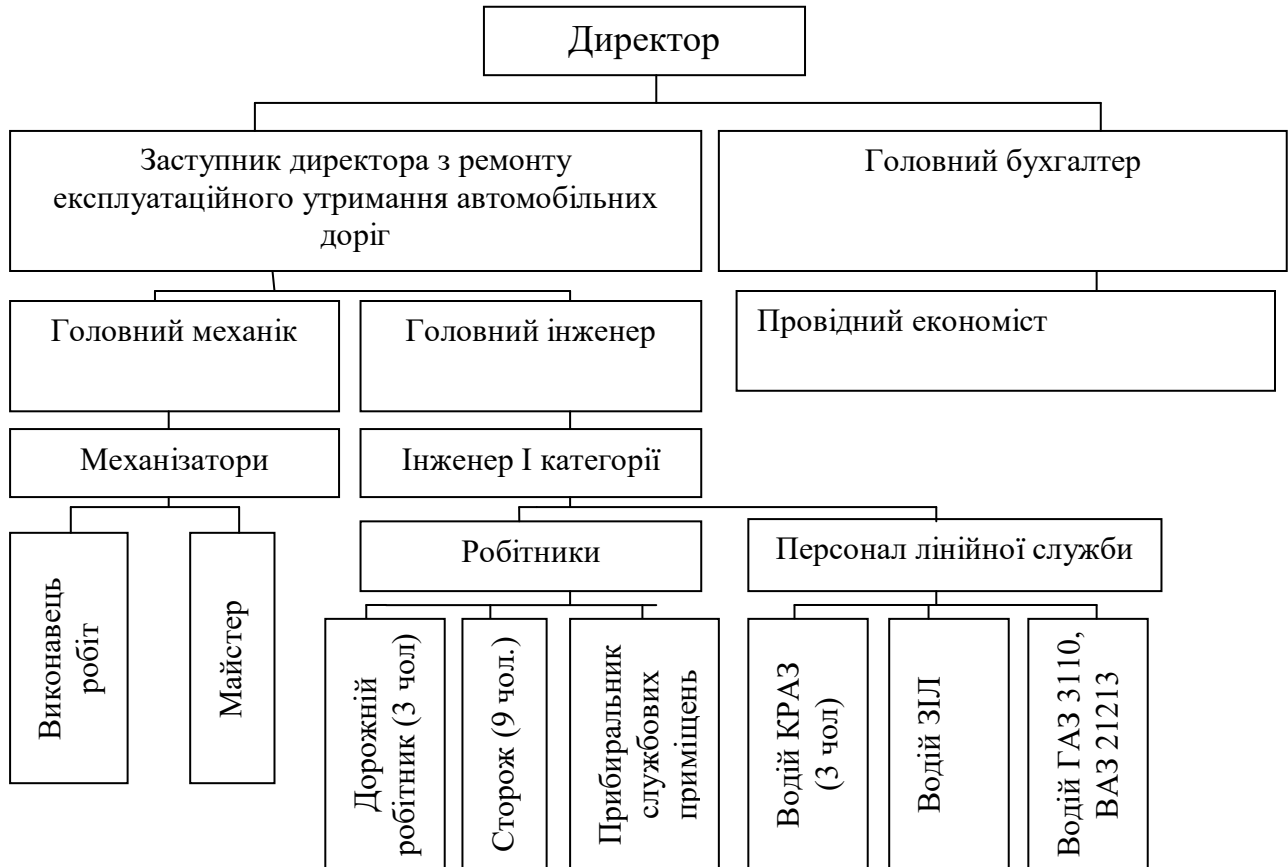 Директор
Заступник директора з ремонту
експлуатаційного утримання автомобільних
доріг
Головний бухгалтер
Головний механік
Головний інженер
Провідний економіст
Механізатори
Інженер І категорії
Робітники
Персонал лінійної служби
Виконавець
робіт
Майстер
Дорожній
робітник (3 чол)
Сторож (9 чол.)
Прибиральник
службових
приміщень
Водій КРАЗ
(3 чол)
Водій ЗІЛ
Водій ГАЗ 3110,
ВАЗ 21213